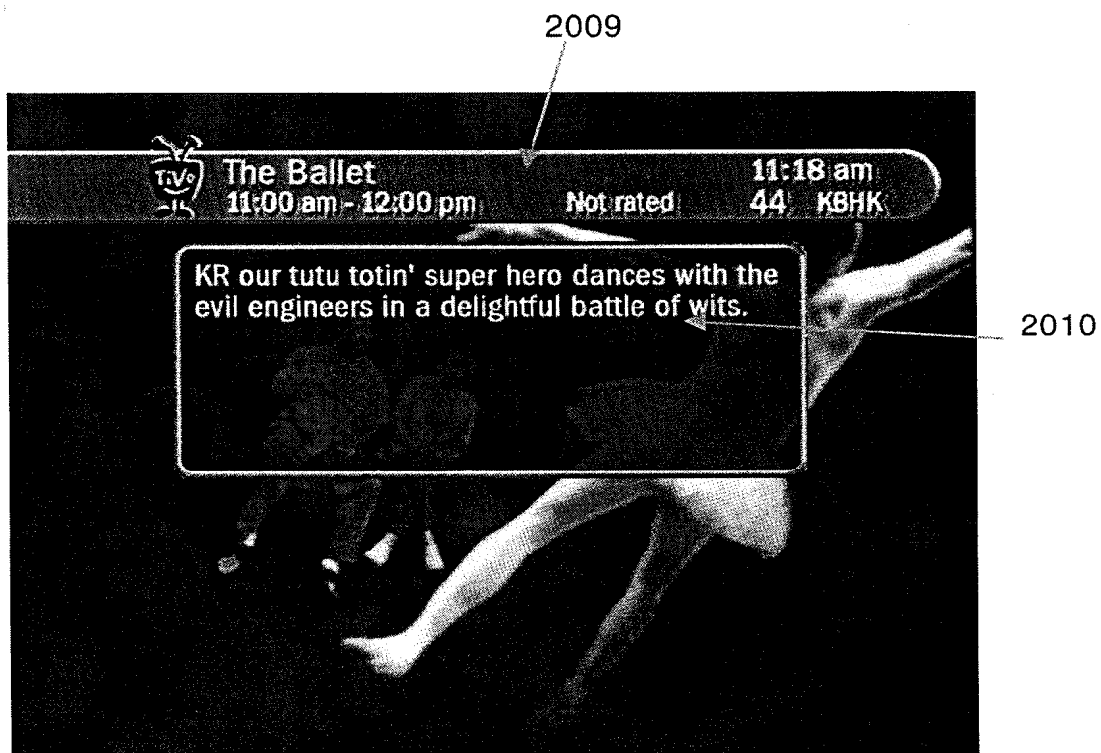 2009
TiVo
The Ballet 11:18 am
11:00 am - 12:00 pm Not rated 44 KBHK
KR our tutu totin' super hero dances with the
evil engineers in a delightful battle of wits.
2010